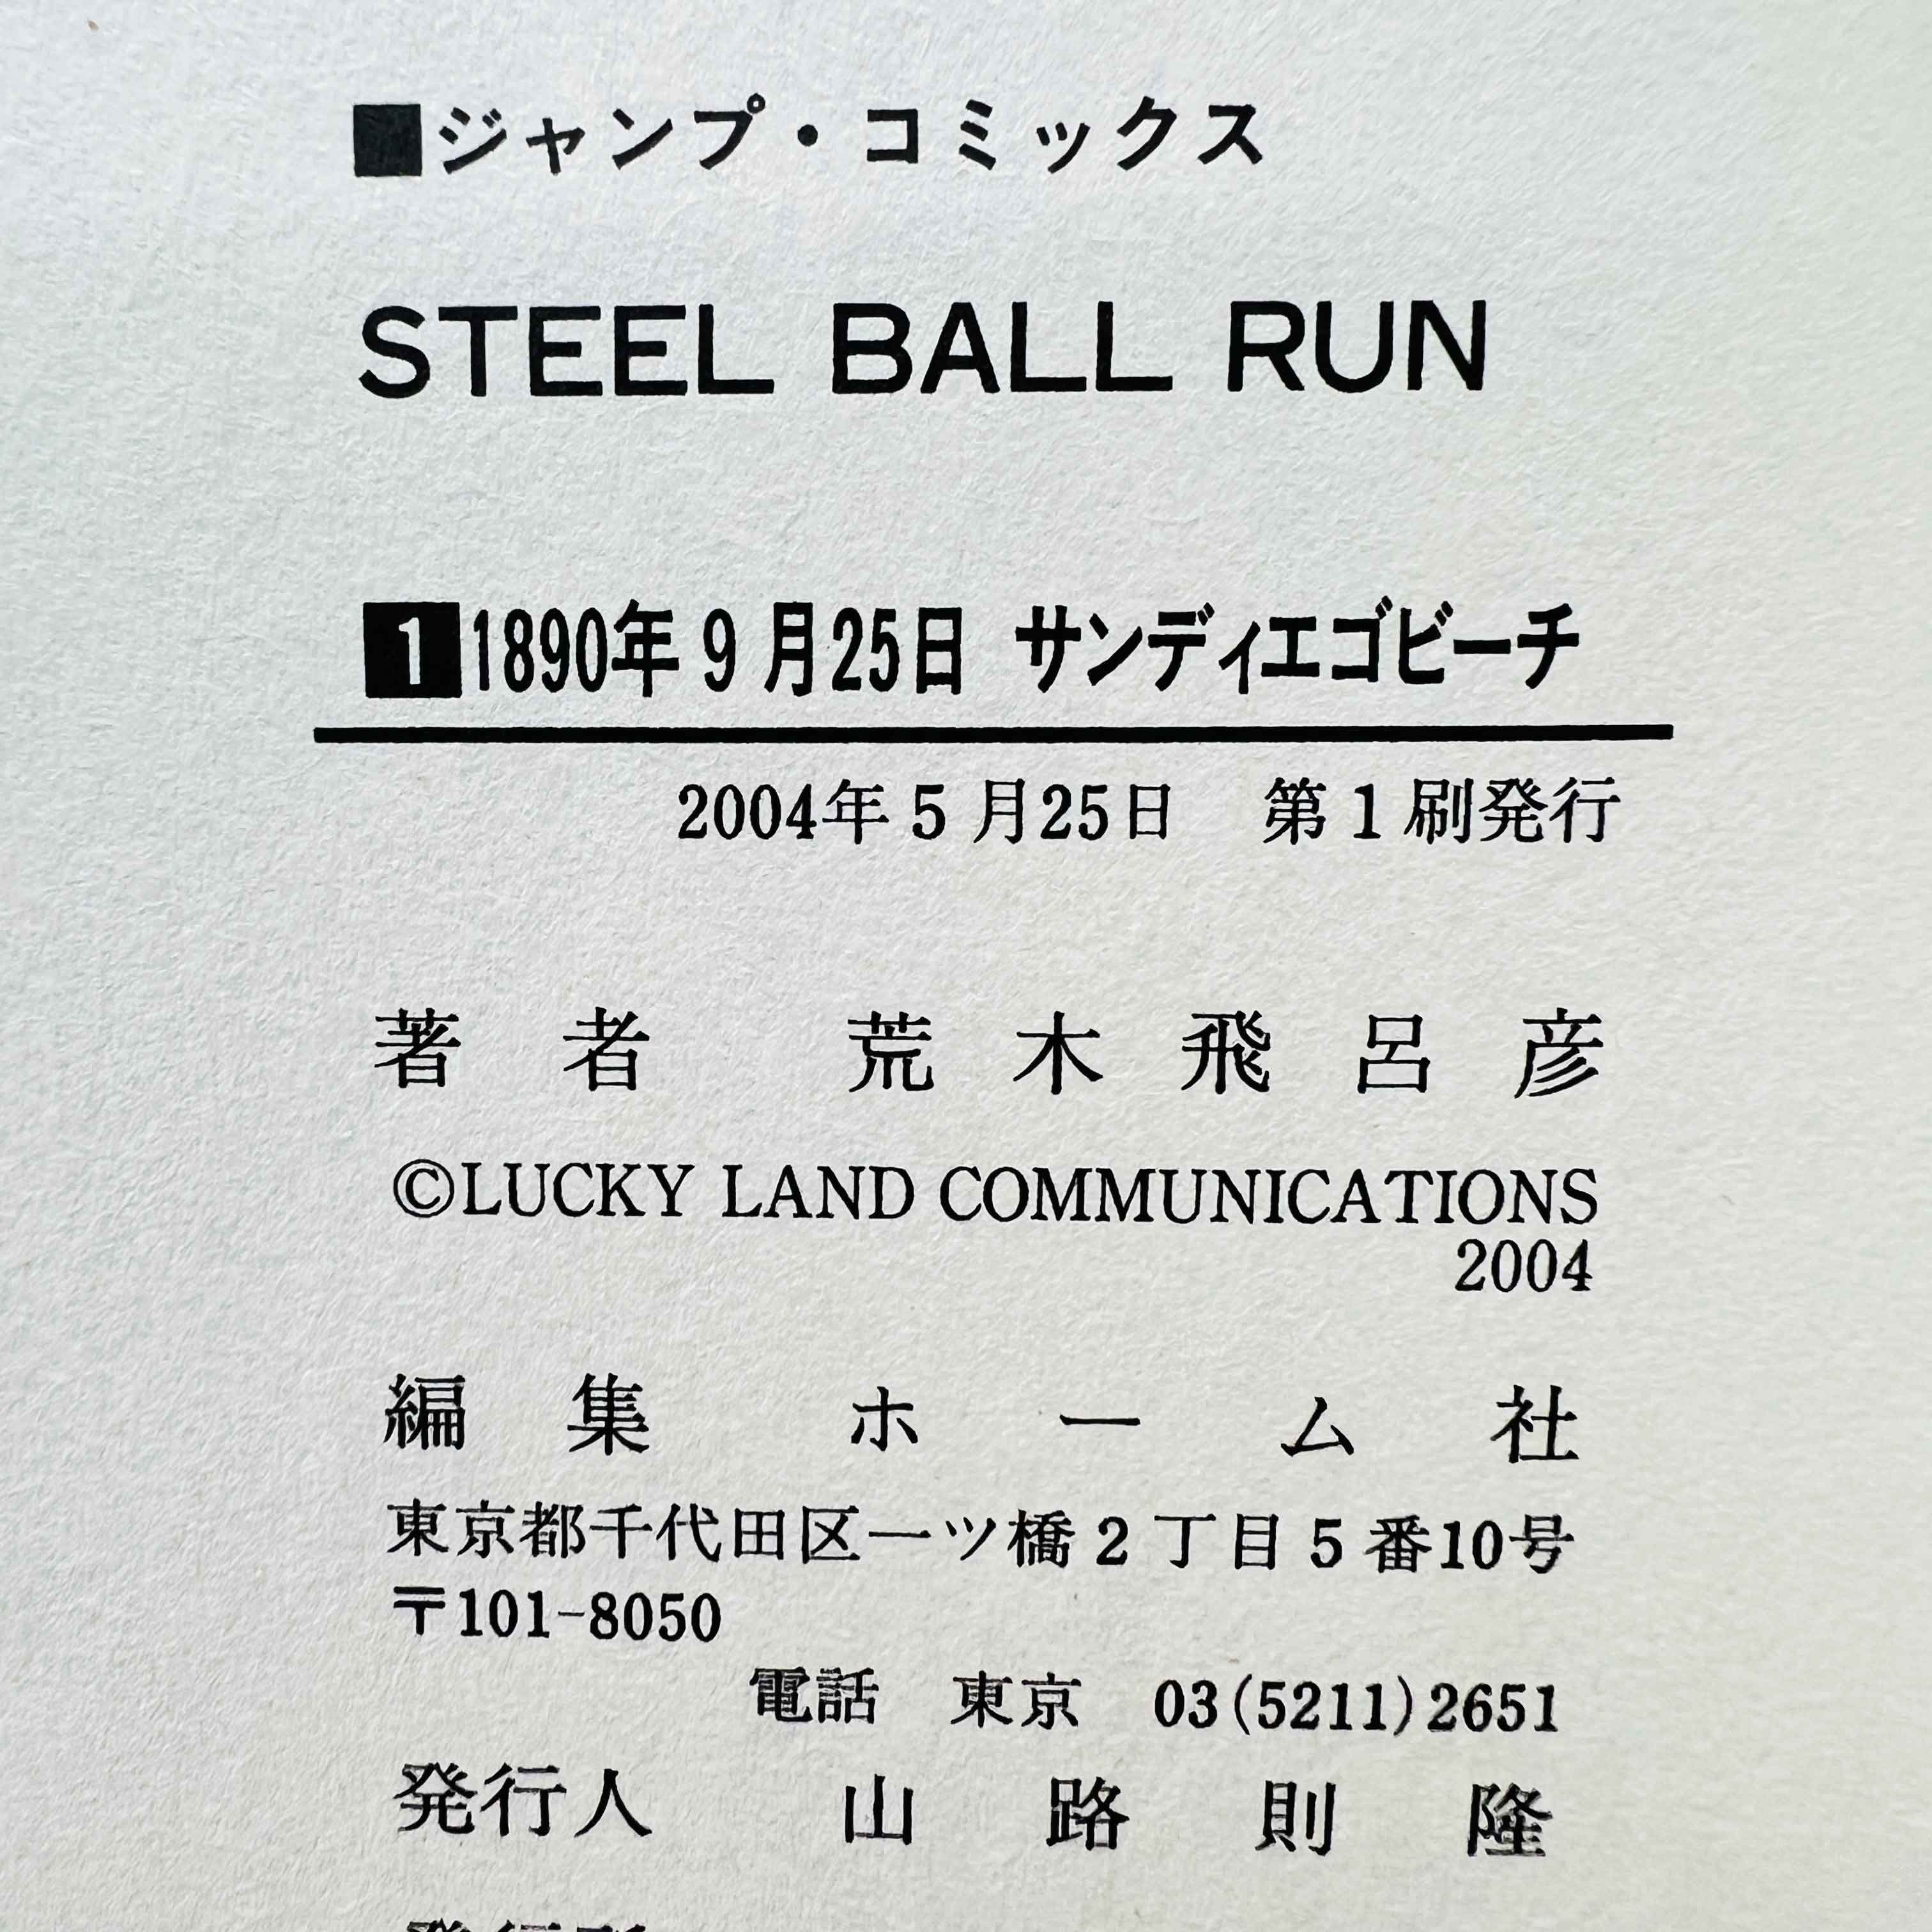 ■ジャンプ・コミックス
STEEL BALL RUN
1 1890年9月25日 サンディエゴビーチ
2004年5月25日 第1刷発行
著者 荒木飛呂彦
©LUCKY LAND COMMUNICATIONS
2004
編集 ホーム社
東京都千代田区一ツ橋2丁目5番10号
〒101-8050
電話 東京 03(5211)2651
発行人 山路則隆